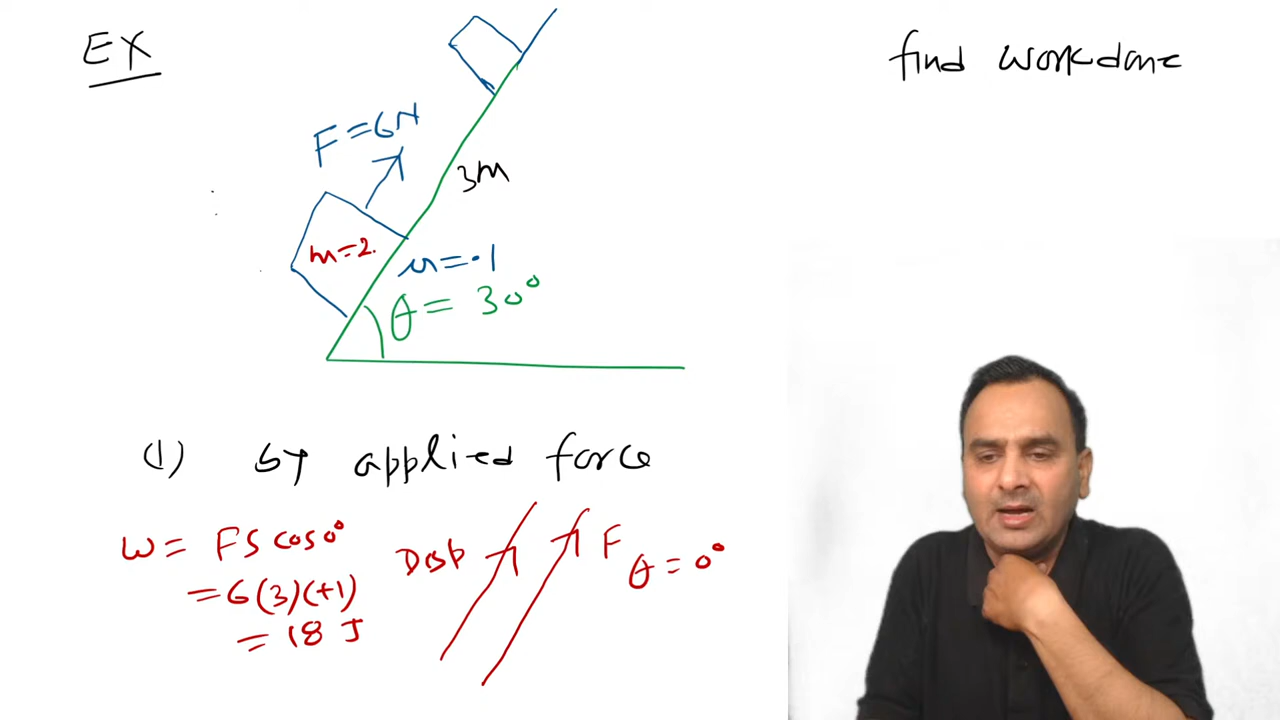 EX
find workdone
F=6N
3m
m=2.
u=.1
θ=30°
(1) by applied force
W= FS cos0°
=6(3)(+1)
=18 J
Disp
F
θ=0°